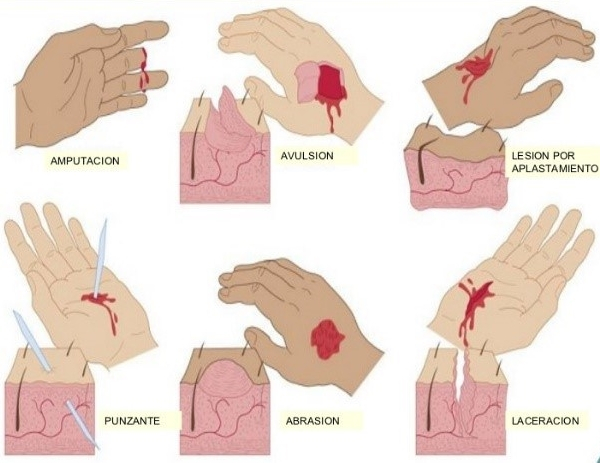 AMPUTACION
AVULSION
LESION POR
APLASTAMIENTO
PUNZANTE
ABRASION
LACERACION